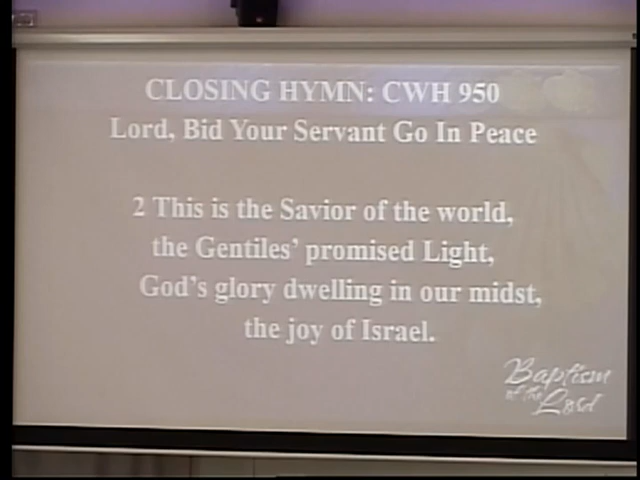 CLOSING HYMN: CWH 950
Lord, Bid Your Servant Go In Peace
2 This is the Savior of the world,
the Gentiles’ promised Light,
God’s glory dwelling in our midst,
the joy of Israel.
Baptism
of the Lord